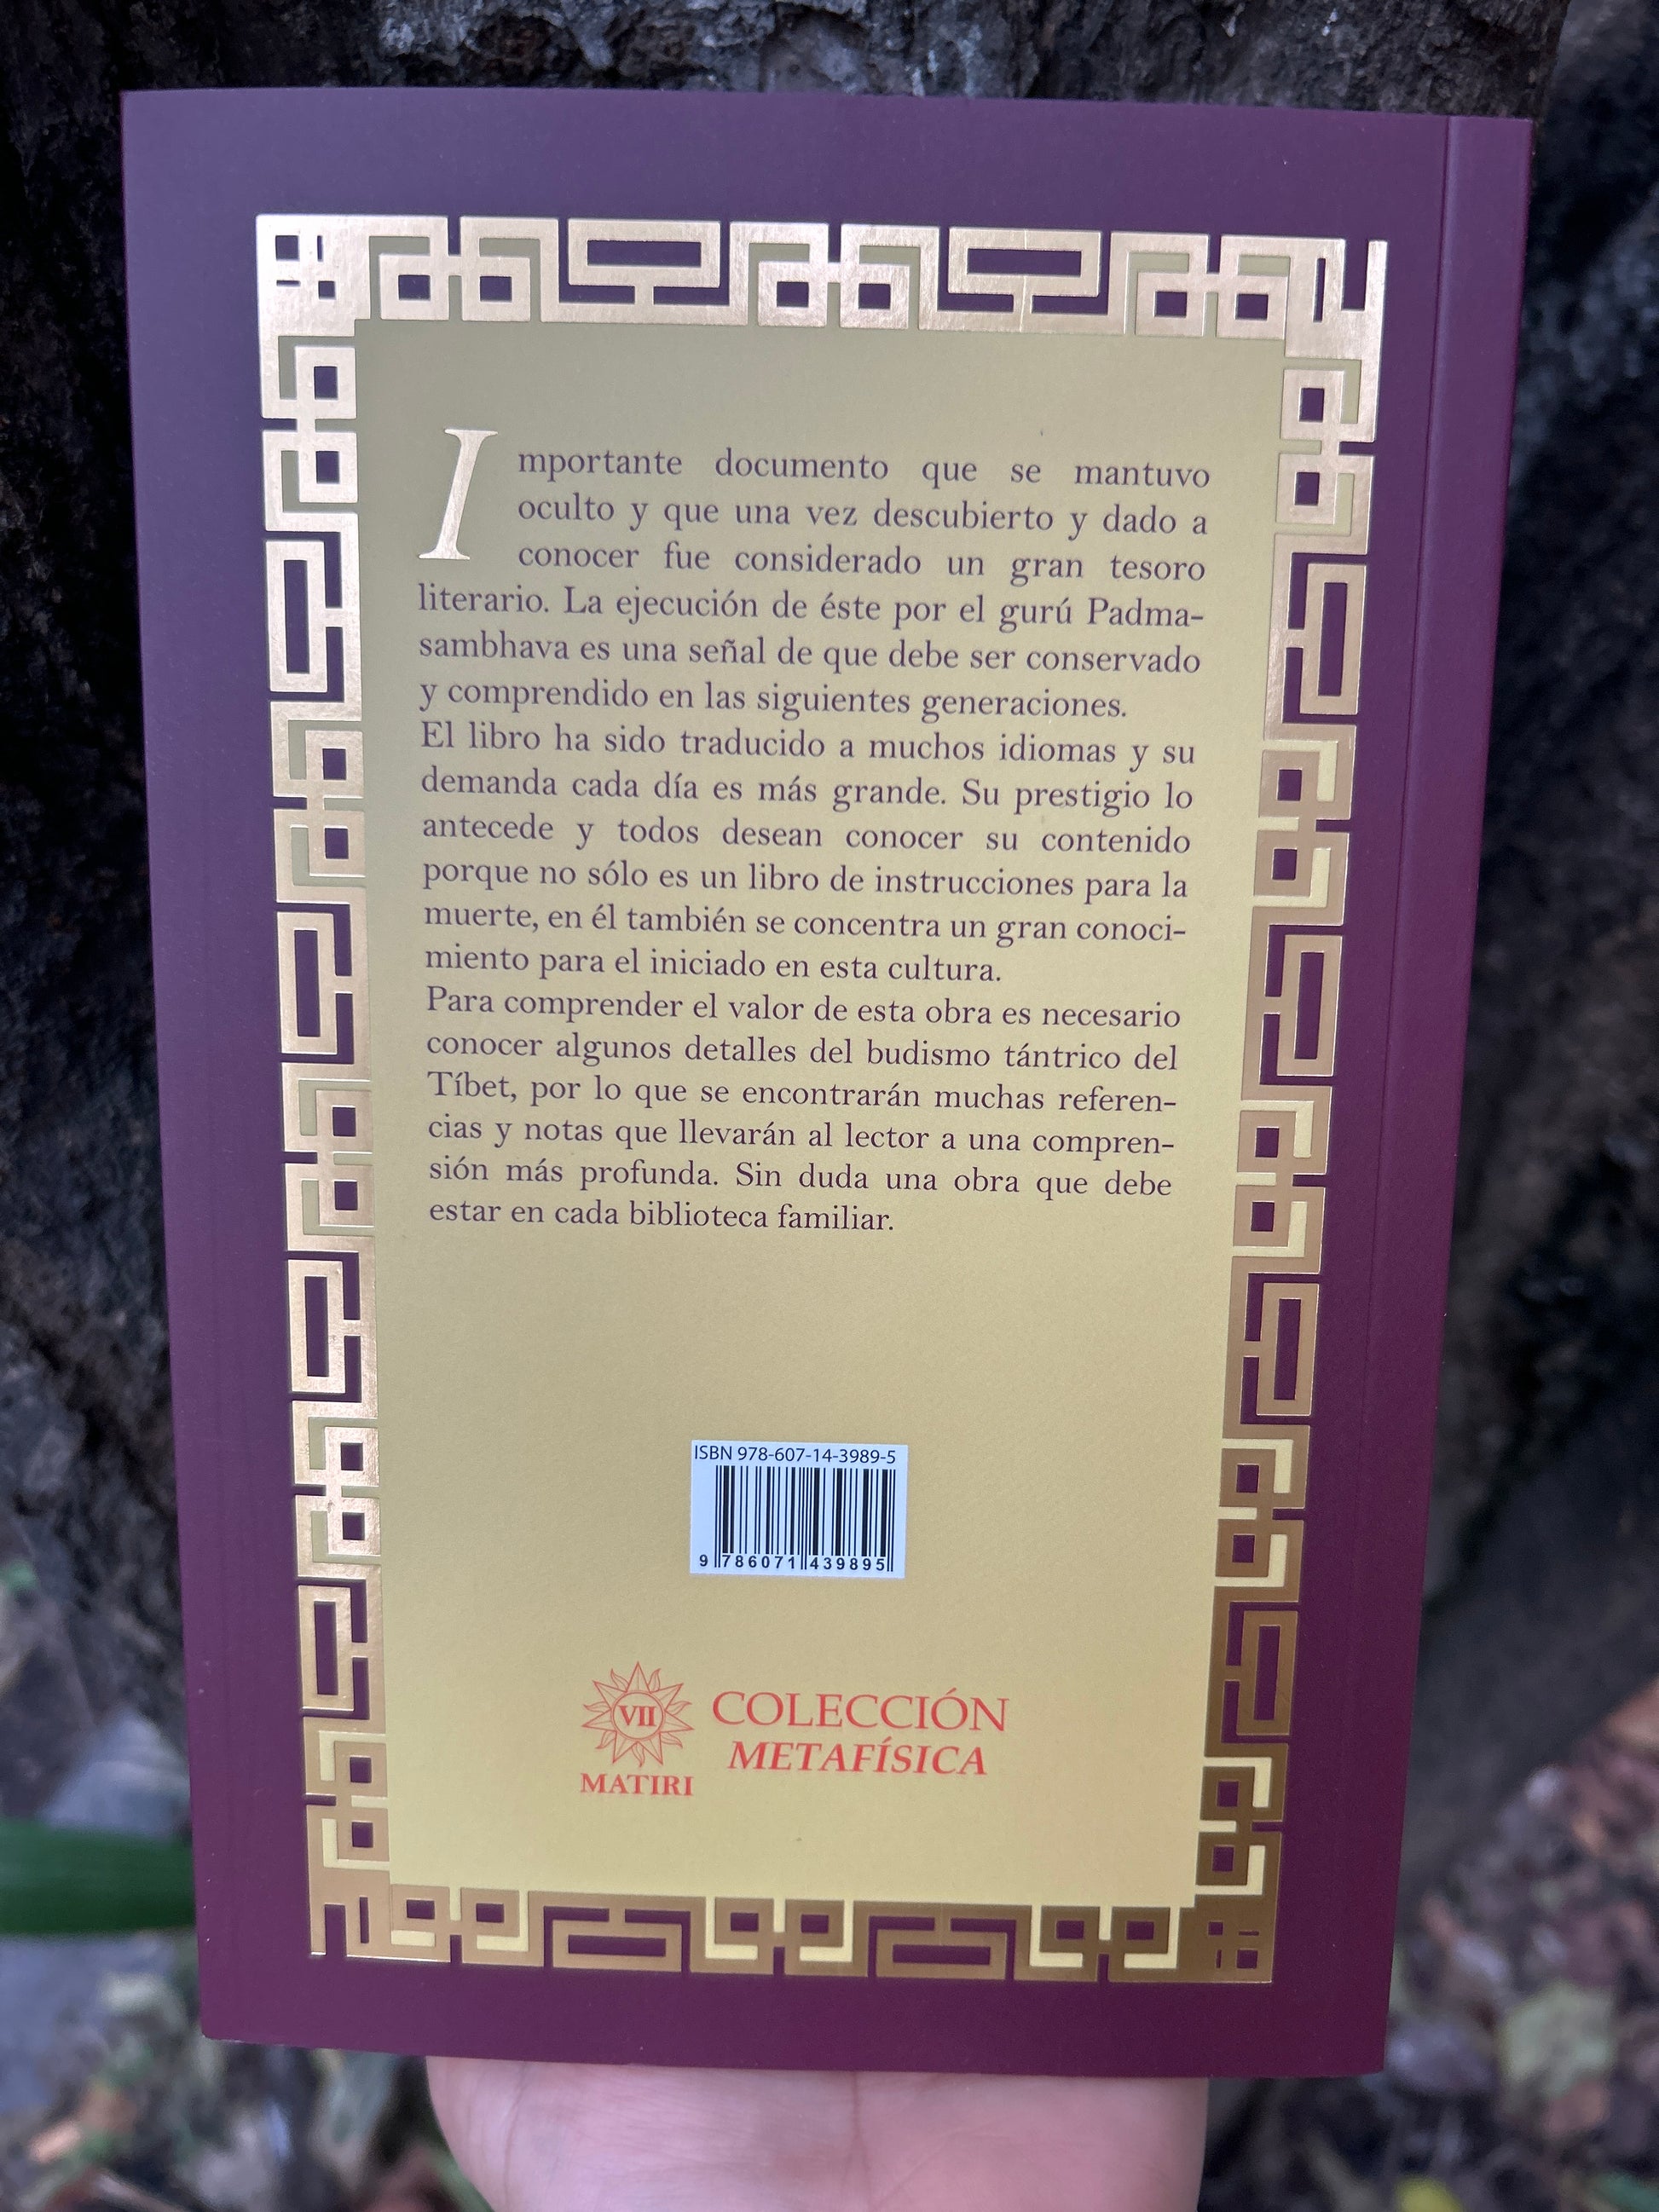 Importante documento que se mantuvo
oculto y que una vez descubierto y dado a
conocer fue considerado un gran tesoro
literario. La ejecución de éste por el gurú Padma-
sambhava es una señal de que debe ser conservado
y comprendido en las siguientes generaciones.
El libro ha sido traducido a muchos idiomas y su
demanda cada día es más grande. Su prestigio lo
antecede y todos desean conocer su contenido
porque no sólo es un libro de instrucciones para la
muerte, en él también se concentra un gran conoci-
miento para el iniciado en esta cultura.
Para comprender el valor de esta obra es necesario
conocer algunos detalles del budismo tántrico del
Tíbet, por lo que se encontrarán muchas referen-
cias y notas que llevarán al lector a una compren-
sión más profunda. Sin duda una obra que debe
estar en cada biblioteca familiar.
ISBN 978-607-14-3989-5
9 786071 439895
VII
MATIRI
COLECCIÓN
METAFÍSICA